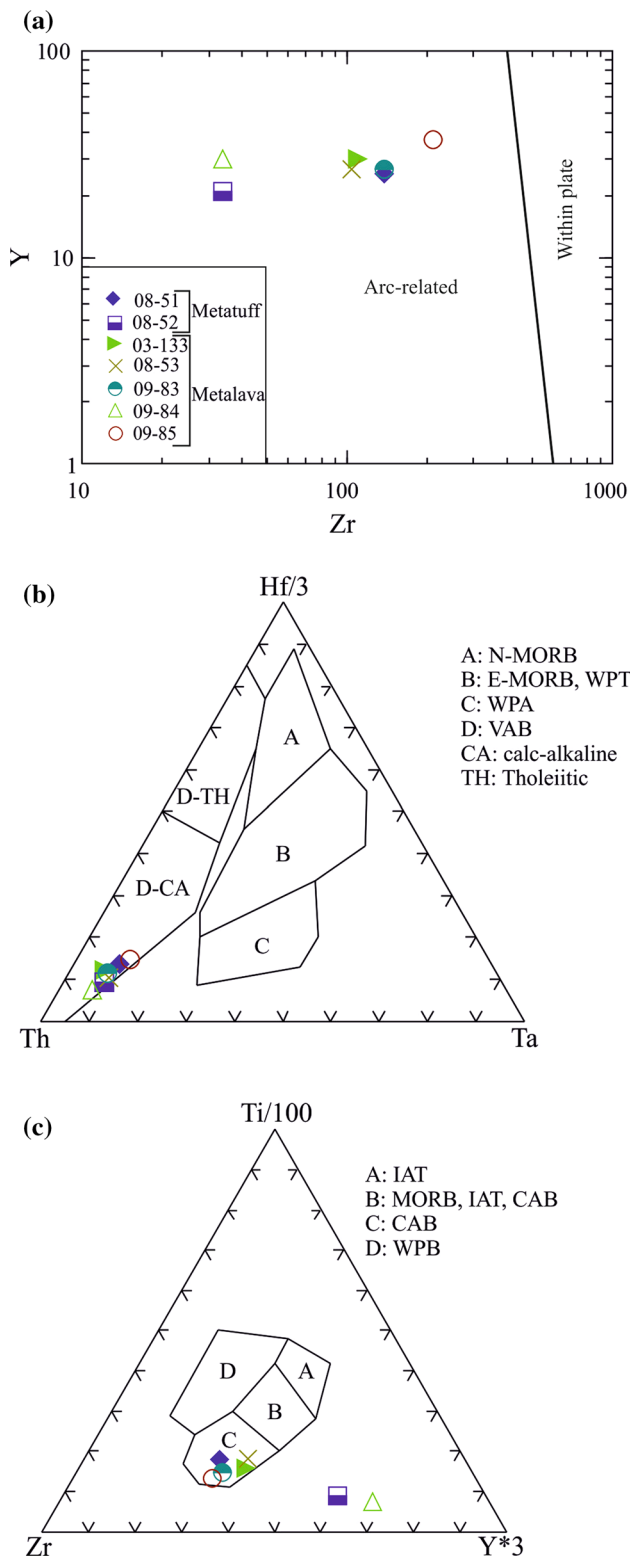 (a)
100
10
1
Y
Within plate
Arc-related
08-51
08-52
Metatuff
03-133
08-53
09-83
Metalava
09-84
09-85
10
100
1000
Zr
(b)
Hf/3
A: N-MORB
B: E-MORB, WPT
C: WPA
D: VAB
CA: calc-alkaline
TH: Tholeiitic
A
D-TH
B
D-CA
C
Th
Ta
(c)
Ti/100
A: IAT
B: MORB, IAT, CAB
C: CAB
D: WPB
D
A
B
C
Zr
Y*3